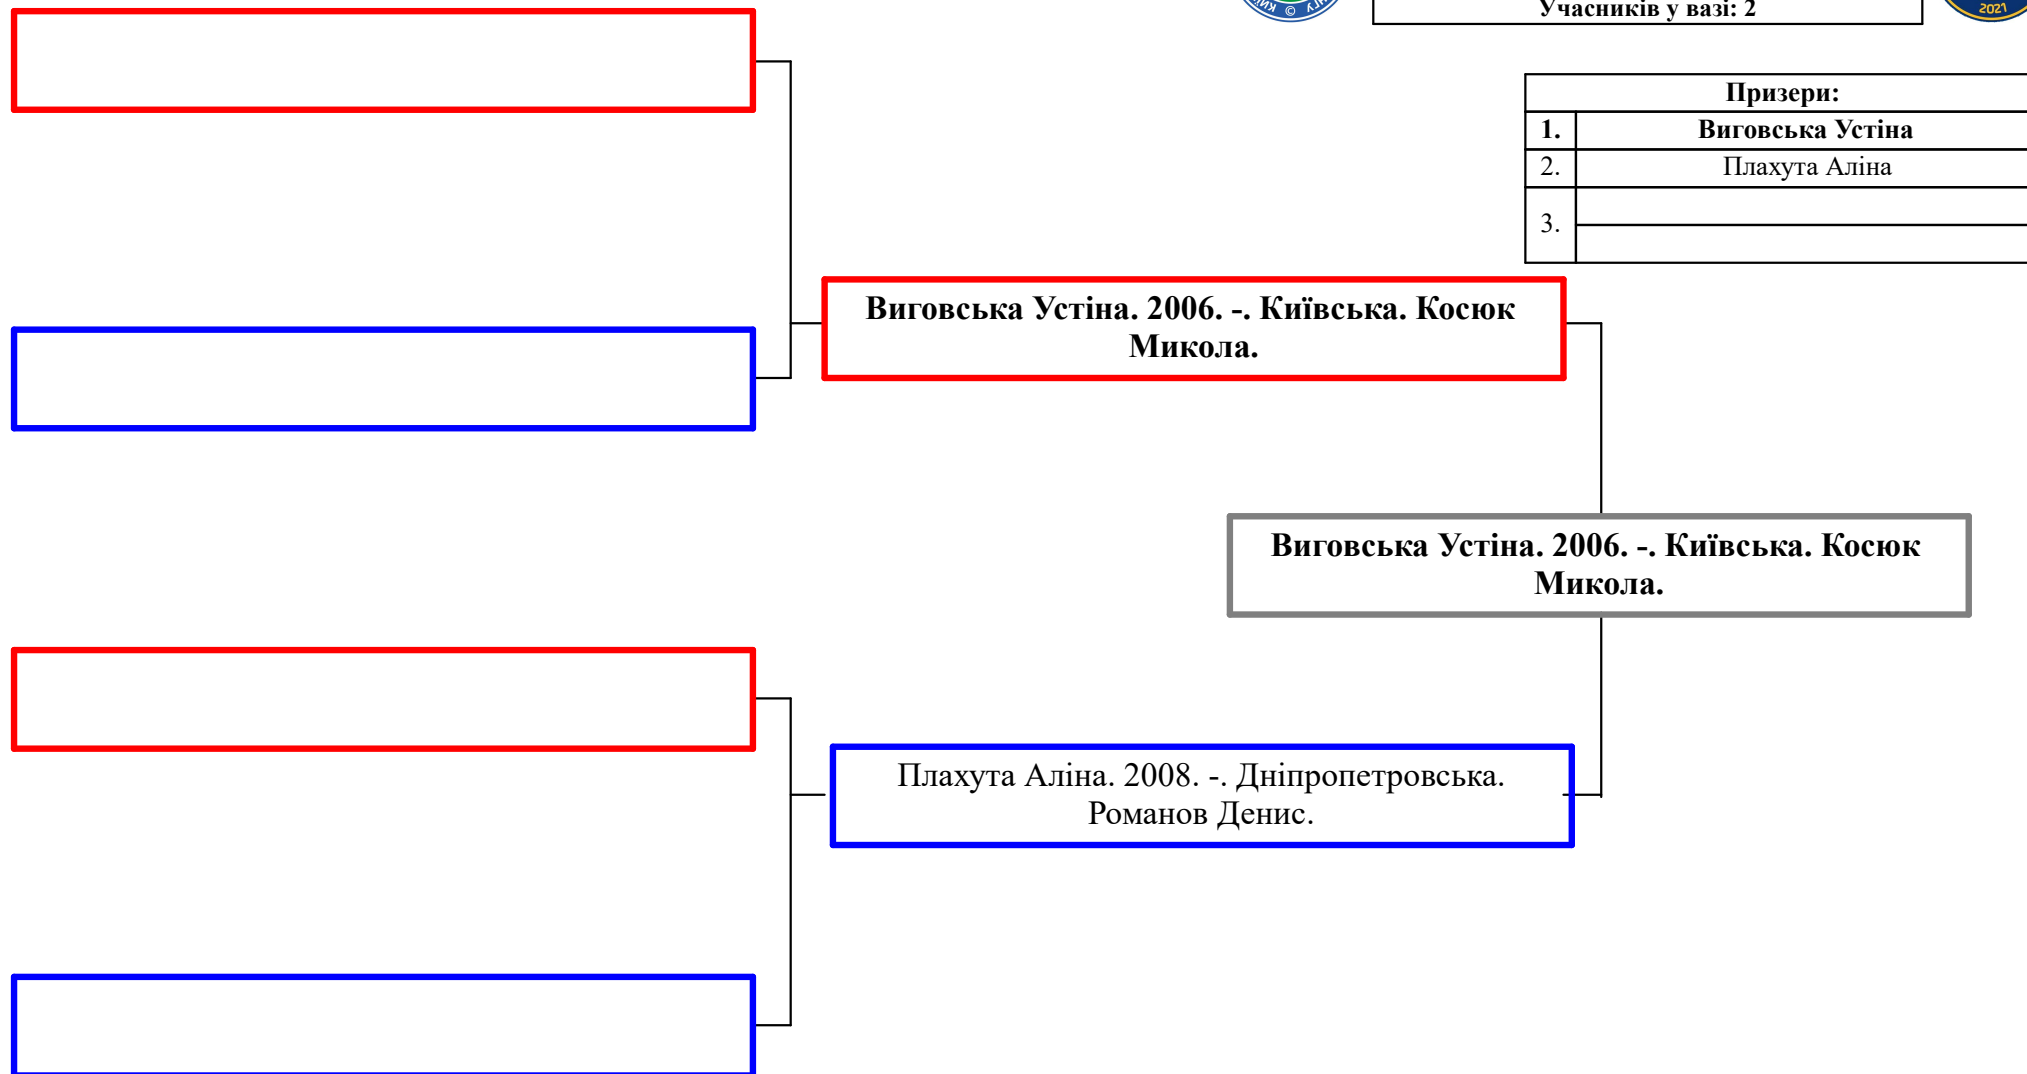 Учасників у вазі: 2
2021
Призери:
1. Виговська Устіна
2. Плахута Аліна
3.
Виговська Устіна. 2006. -. Київська. Косюк
Микола.
Виговська Устіна. 2006. -. Київська. Косюк
Микола.
Плахута Аліна. 2008. -. Дніпропетровська.
Романов Денис.